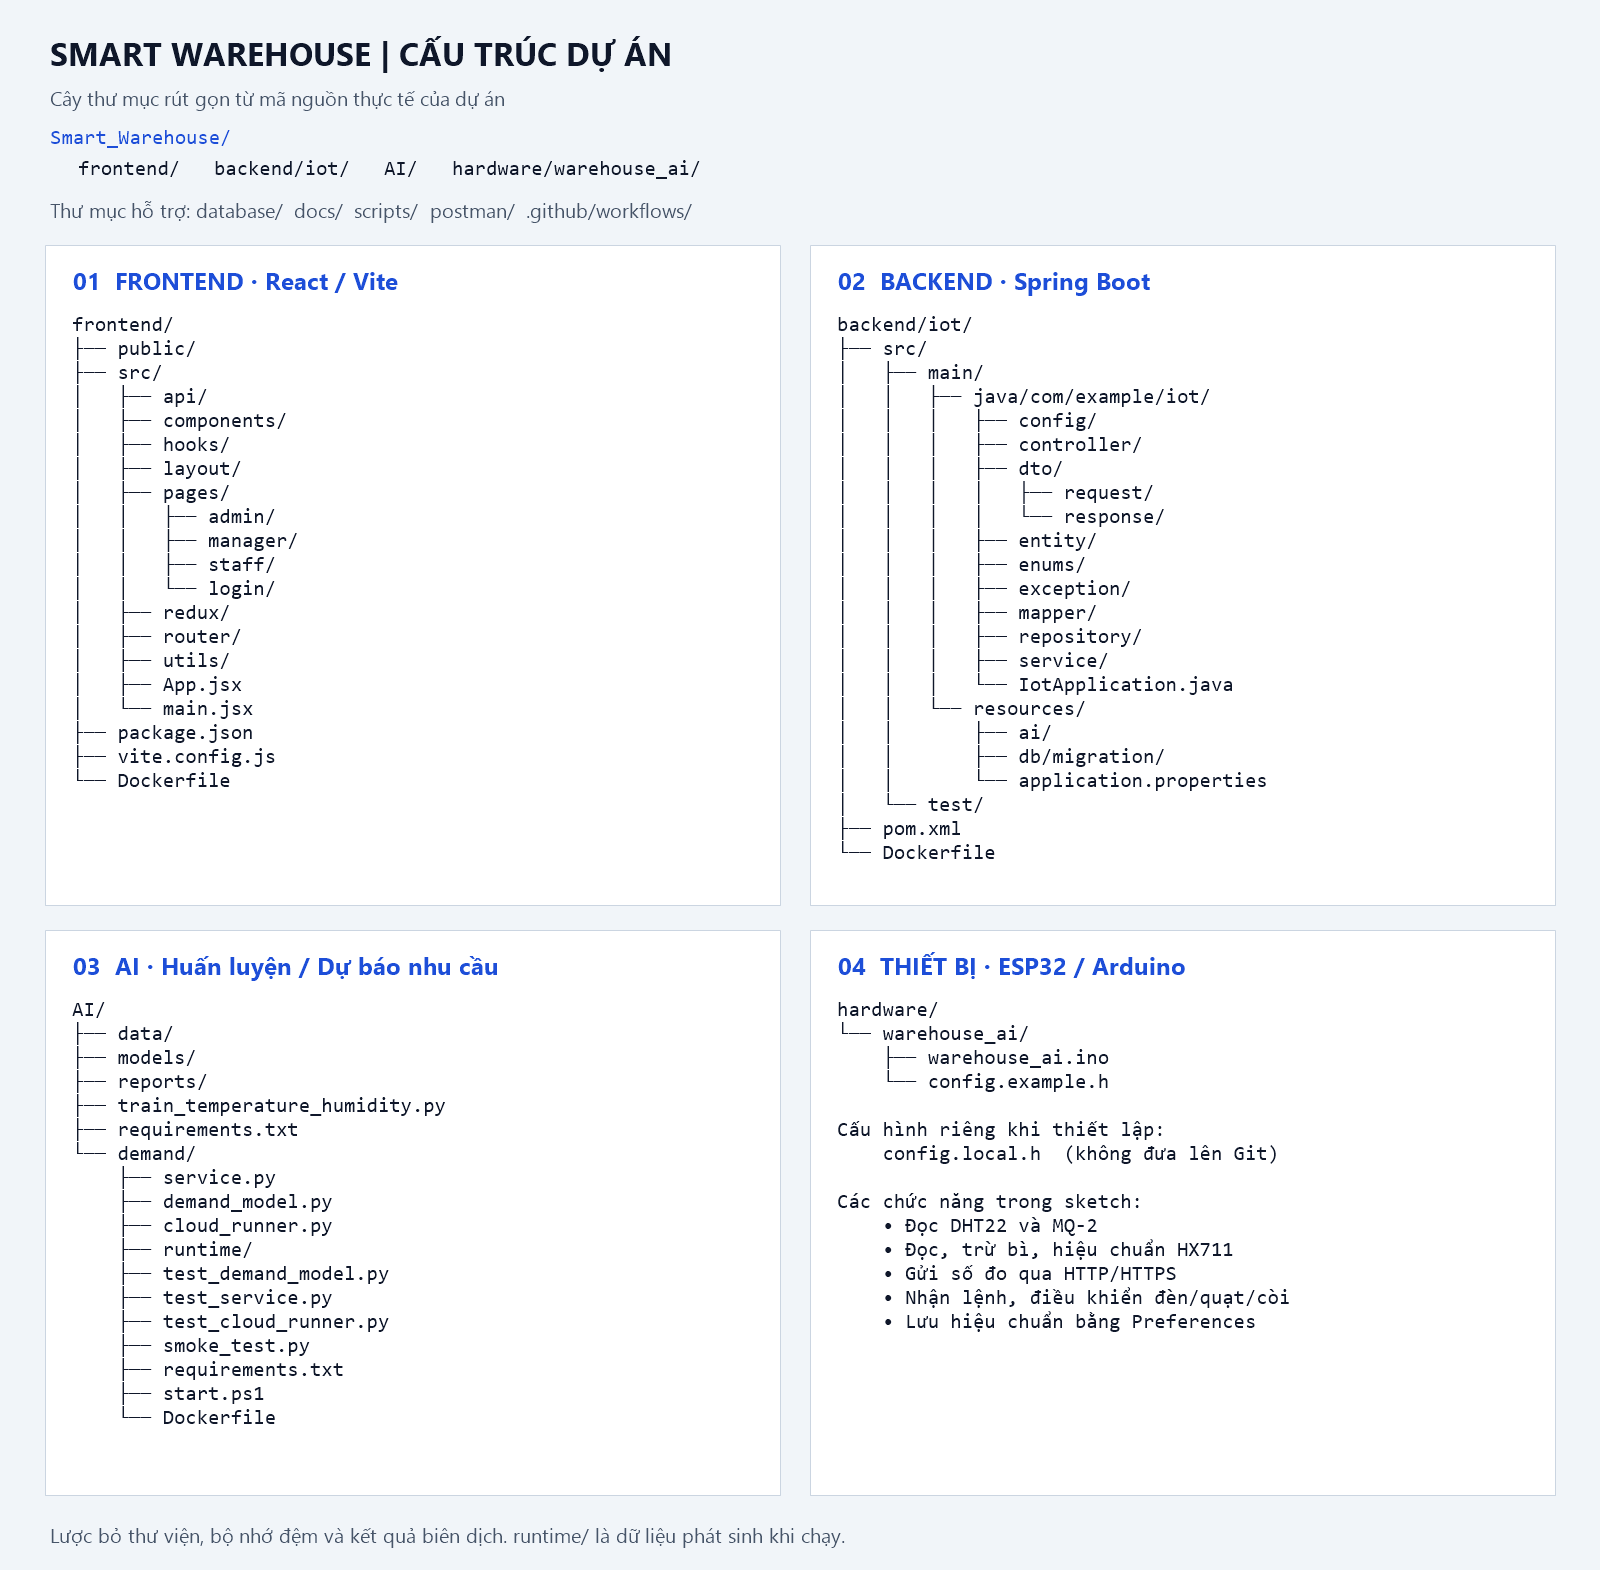 SMART WAREHOUSE | CẤU TRÚC DỰ ÁN
Cây thư mục rút gọn từ mã nguồn thực tế của dự án
Smart_Warehouse/
frontend/   backend/iot/   AI/   hardware/warehouse_ai/
Thư mục hỗ trợ: database/  docs/  scripts/  postman/  .github/workflows/
01  FRONTEND · React / Vite
frontend/
├── public/
├── src/
│   ├── api/
│   ├── components/
│   ├── hooks/
│   ├── layout/
│   ├── pages/
│   │   ├── admin/
│   │   ├── manager/
│   │   ├── staff/
│   │   └── login/
│   ├── redux/
│   ├── router/
│   ├── utils/
│   ├── App.jsx
│   └── main.jsx
├── package.json
├── vite.config.js
└── Dockerfile
02  BACKEND · Spring Boot
backend/iot/
├── src/
│   ├── main/
│   │   ├── java/com/example/iot/
│   │   │   ├── config/
│   │   │   ├── controller/
│   │   │   ├── dto/
│   │   │   │   ├── request/
│   │   │   │   └── response/
│   │   │   ├── entity/
│   │   │   ├── enums/
│   │   │   ├── exception/
│   │   │   ├── mapper/
│   │   │   ├── repository/
│   │   │   ├── service/
│   │   │   └── IotApplication.java
│   │   └── resources/
│   │       ├── ai/
│   │       ├── db/migration/
│   │       └── application.properties
│   └── test/
├── pom.xml
└── Dockerfile
03  AI · Huấn luyện / Dự báo nhu cầu
AI/
├── data/
├── models/
├── reports/
├── train_temperature_humidity.py
├── requirements.txt
└── demand/
    ├── service.py
    ├── demand_model.py
    ├── cloud_runner.py
    ├── runtime/
    ├── test_demand_model.py
    ├── test_service.py
    ├── test_cloud_runner.py
    ├── smoke_test.py
    ├── requirements.txt
    ├── start.ps1
    └── Dockerfile
04  THIẾT BỊ · ESP32 / Arduino
hardware/
└── warehouse_ai/
    ├── warehouse_ai.ino
    └── config.example.h
Cấu hình riêng khi thiết lập:
    config.local.h  (không đưa lên Git)
Các chức năng trong sketch:
    • Đọc DHT22 và MQ-2
    • Đọc, trừ bì, hiệu chuẩn HX711
    • Gửi số đo qua HTTP/HTTPS
    • Nhận lệnh, điều khiển đèn/quạt/còi
    • Lưu hiệu chuẩn bằng Preferences
Lược bỏ thư viện, bộ nhớ đệm và kết quả biên dịch. runtime/ là dữ liệu phát sinh khi chạy.